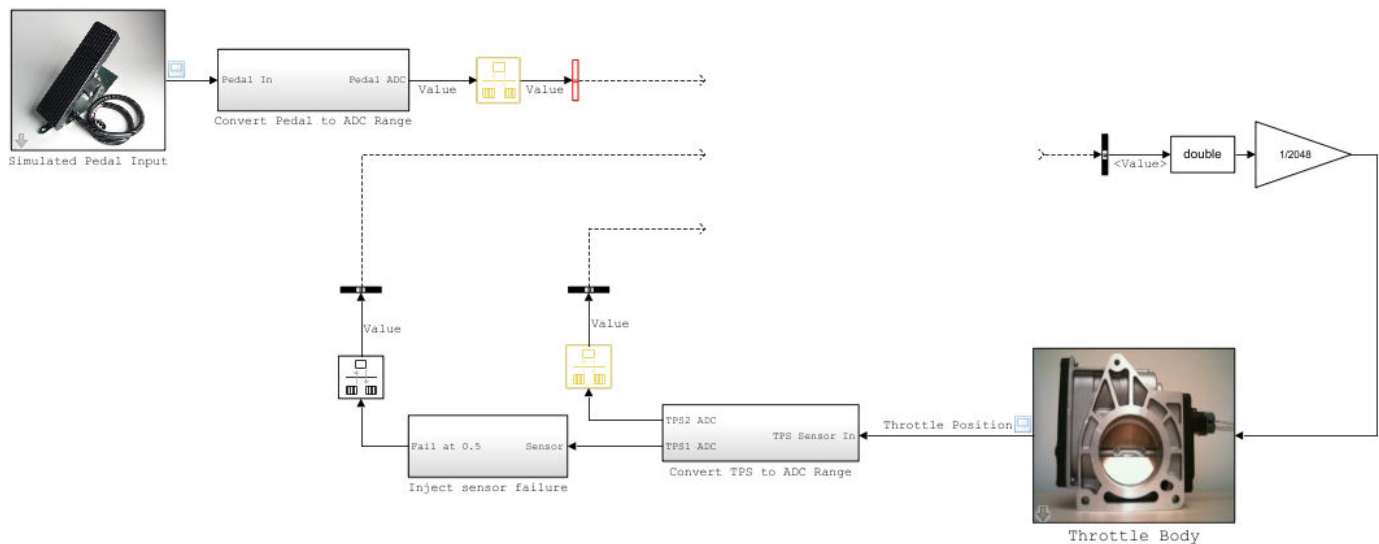 Pedal In
Pedal ADC
Value
Value
Convert Pedal to ADC Range
Simulated Pedal Input
<Value>
double
1/2048
Value
Value
Throttle Position
TPS2 ADC
TPS1 ADC
TPS Sensor In
Convert TPS to ADC Range
Fail at 0.5
Sensor
Inject sensor failure
Throttle Body